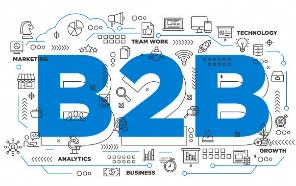 TEAM WORK
TECHNOLOGY
MARKETING
B2B
ANALYTICS
BUSINESS
GROWTH